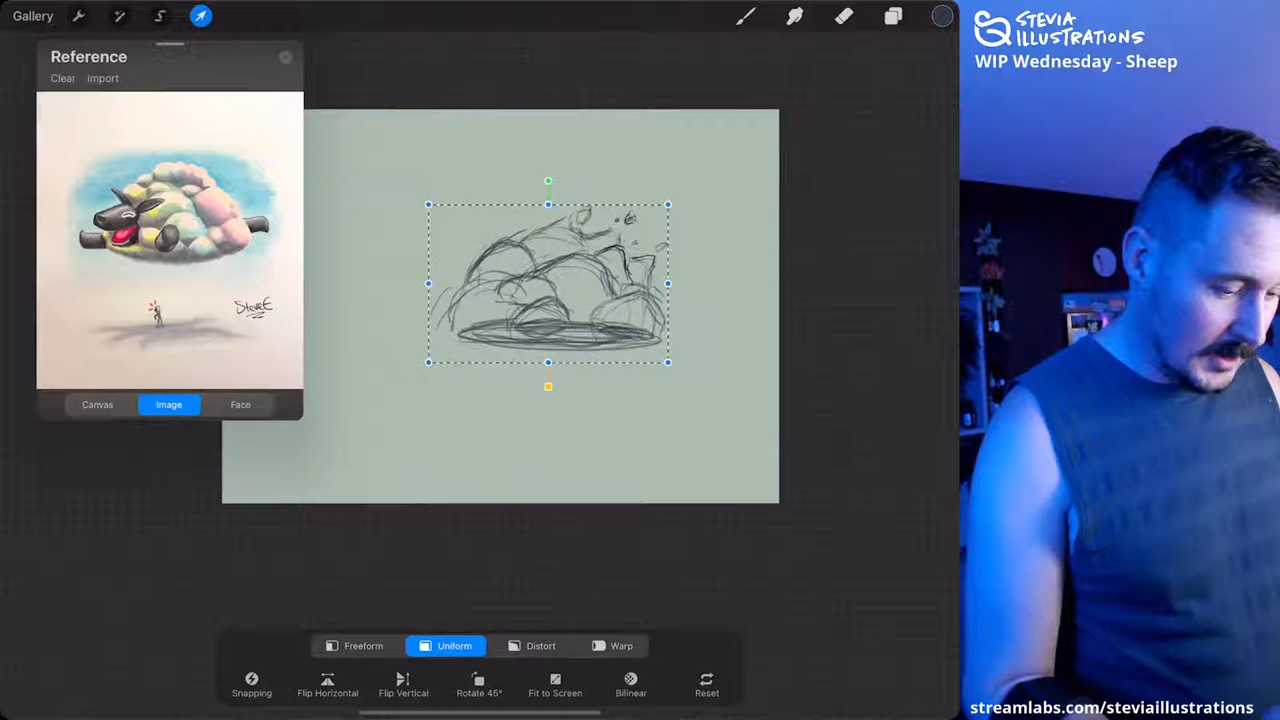 Gallery
Reference
Clear Import
SteveE
Canvas Image Face
Freeform Uniform Distort Warp
Snapping Flip Horizontal Flip Vertical Rotate 45° Fit to Screen Bilinear Reset
STEVIA
ILLUSTRATIONS
WIP Wednesday - Sheep
streamlabs.com/steviaillustrations